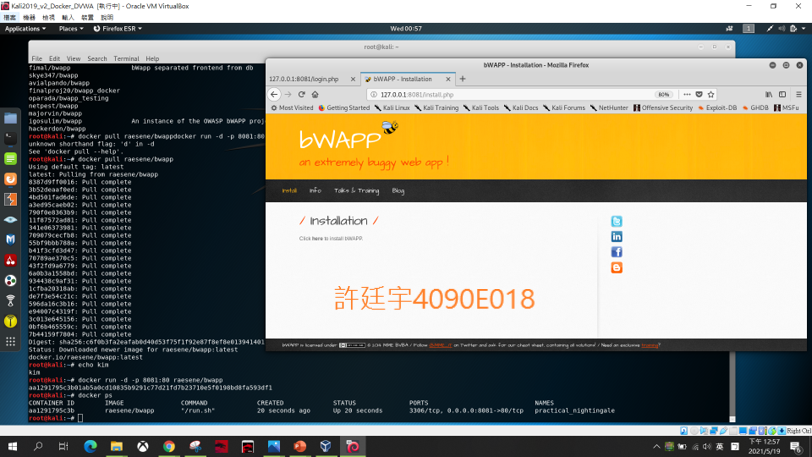 Kali2019_v2_Docker_DVWA [執行中] - Oracle VM VirtualBox
檔案 機器 檢視 輸入 裝置 說明
Applications Places Firefox ESR Wed 00:57
root@kali: ~
File Edit View Search Terminal Help
fimal/bwapp bWAPP separated frontend from db
skye347/bwapp
avialpando/bwapp
finalproj20/bwapp_docker
oparada/bwapp_testing
netpest/bwapp
majorvin/bwapp
igosulim/bwapp An instance of the OWASP bWAPP proj
hackerdon/bwapp
root@kali:~# docker pull raesene/bwappdocker run -d -p 8081:80
unknown shorthand flag: 'd' in -d
See 'docker pull --help'.
root@kali:~# docker pull raesene/bwapp
Using default tag: latest
latest: Pulling from raesene/bwapp
8387d9ff0016: Pull complete
3b52deaaf0ed: Pull complete
4bd501fad6de: Pull complete
a3ed95caeb02: Pull complete
790f0e8363b9: Pull complete
11f87572ad81: Pull complete
341e06373981: Pull complete
709079cecfb8: Pull complete
55bf9bbb788a: Pull complete
b41f3cfd3d47: Pull complete
70789ae370c5: Pull complete
43f2fd9a6779: Pull complete
6a0b3a1558bd: Pull complete
934438c9af31: Pull complete
1cfba20318ab: Pull complete
de7f3e54c21c: Pull complete
596da16c3b16: Pull complete
e94007c4319f: Pull complete
3c013e645156: Pull complete
0bf6b465559c: Pull complete
7b44159f7804: Pull complete
Digest:
Status: Downloaded newer image for raesene/bwapp:latest
docker.io/raesene/bwapp:latest
root@kali:~# echo kim
kim
root@kali:~# docker run -d -p 8081:80 raesene/bwapp
root@kali:~# docker ps
CONTAINER ID IMAGE COMMAND CREATED STATUS PORTS NAMES
aa1291795c3b raesene/bwapp "/run.sh" 20 seconds ago Up 20 seconds 3306/tcp, 0.0.0.0:8081->80/tcp practical_nightingale
root@kali:~#
bWAPP - Installation - Mozilla Firefox
127.0.0.1:8081/login.php bWAPP - Installation
127.0.0.1:8081/install.php 80%
Most Visited Getting Started Kali Linux Kali Training Kali Tools Kali Docs Kali Forums NetHunter Offensive Security Exploit-DB GHDB MSFu
bWAPP
an extremely buggy web app !
Install Info Talks & Training Blog
/ Installation /
Click here to install bWAPP.
許廷宇4090E018
bWAPP is licensed under © 2014 MME BVBA / Follow on Twitter and ask for our cheat sheet, containing all solutions! / Need an exclusive training?
Right Ctrl
下午 12:57
2021/5/19